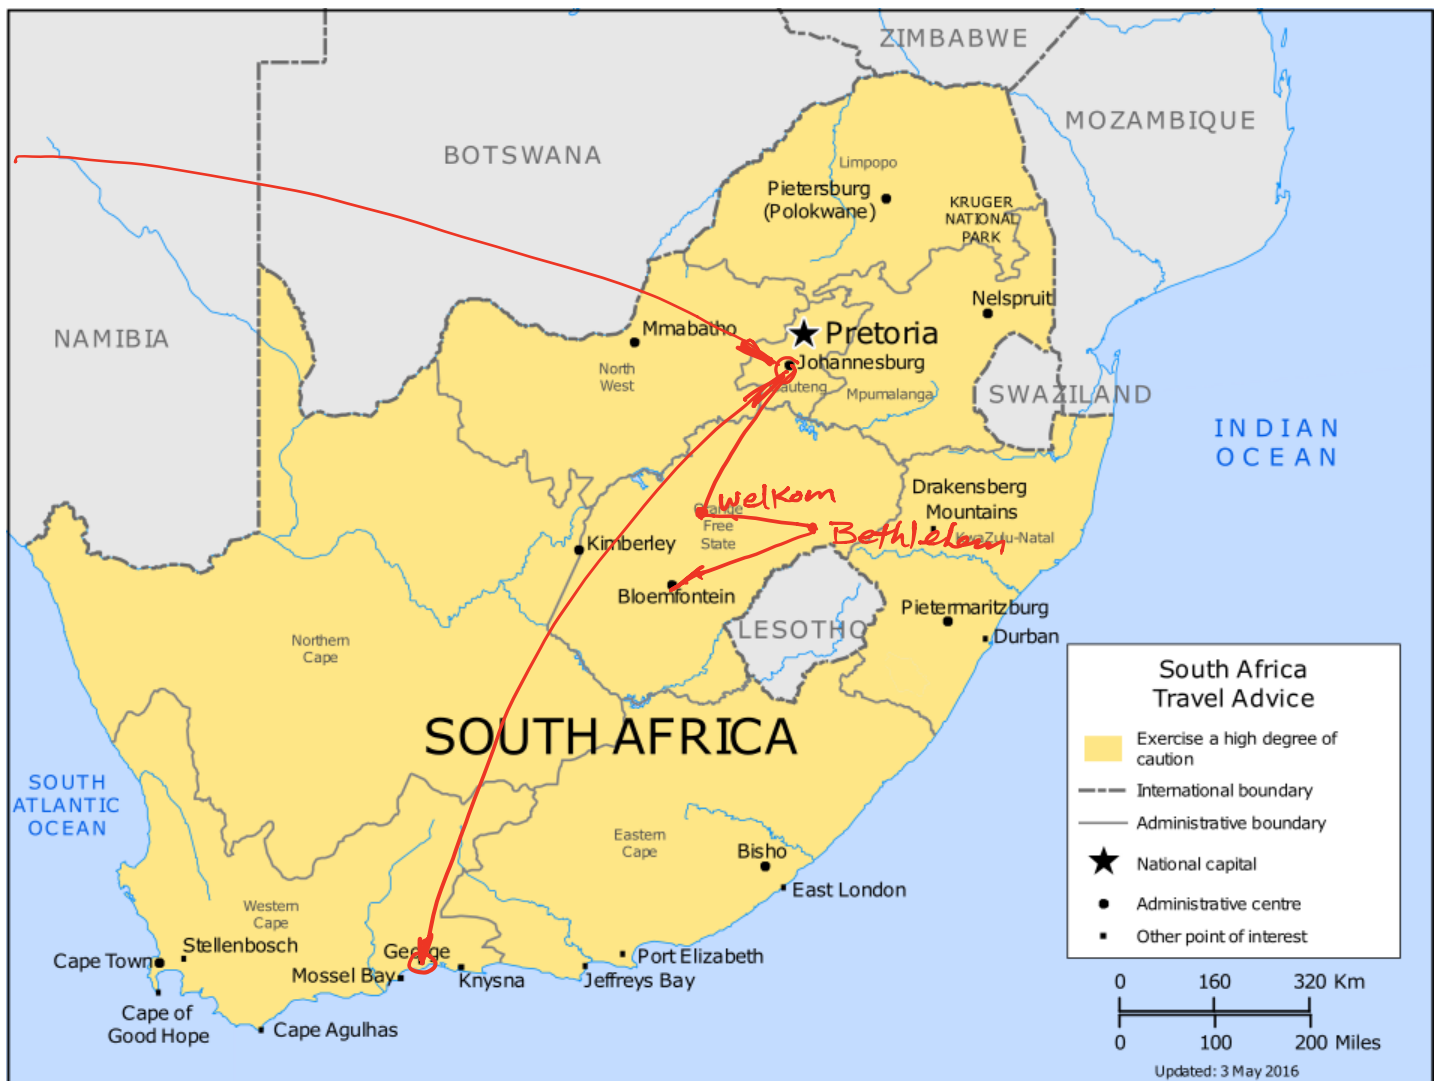 ZIMBABWE
MOZAMBIQUE
BOTSWANA
Limpopo
Pietersburg
(Polokwane)
KRUGER
NATIONAL
PARK
Nelspruit
NAMIBIA
Mmabatho
Pretoria
Johannesburg
North
West
Gauteng
Mpumalanga
SWAZILAND
INDIAN
OCEAN
Welkom
Orange
Free
State
Drakensberg
Mountains
KwaZulu-Natal
Bethlehem
Kimberley
Bloemfontein
LESOTHO
Pietermaritzburg
Durban
Northern
Cape
SOUTH AFRICA
SOUTH
ATLANTIC
OCEAN
Eastern
Cape
Bisho
East London
Western
Cape
Stellenbosch
Cape Town
George
Mossel Bay
Knysna
Port Elizabeth
Jeffreys Bay
Cape of
Good Hope
Cape Agulhas
South Africa
Travel Advice
Exercise a high degree of
caution
International boundary
Administrative boundary
National capital
Administrative centre
Other point of interest
0 160 320 Km
0 100 200 Miles
Updated: 3 May 2016